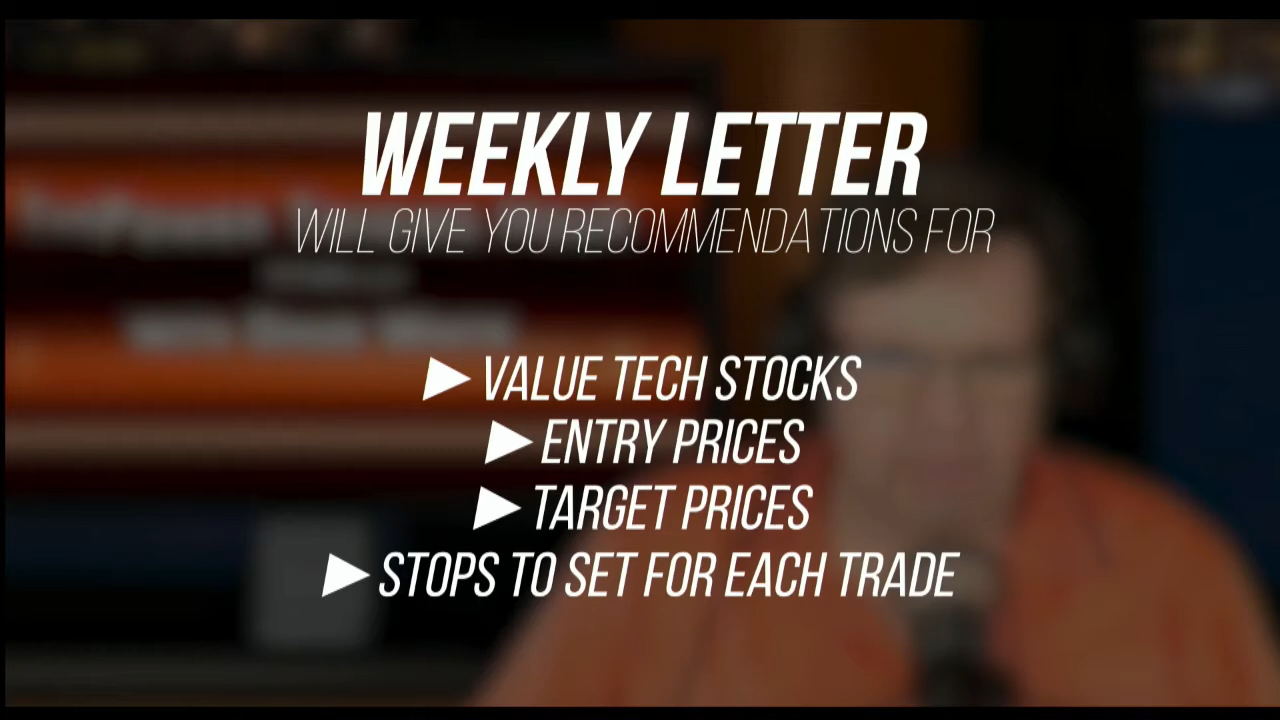 WEEKLY LETTER
WILL GIVE YOU RECOMMENDATIONS FOR
▶ VALUE TECH STOCKS
▶ ENTRY PRICES
▶ TARGET PRICES
▶ STOPS TO SET FOR EACH TRADE